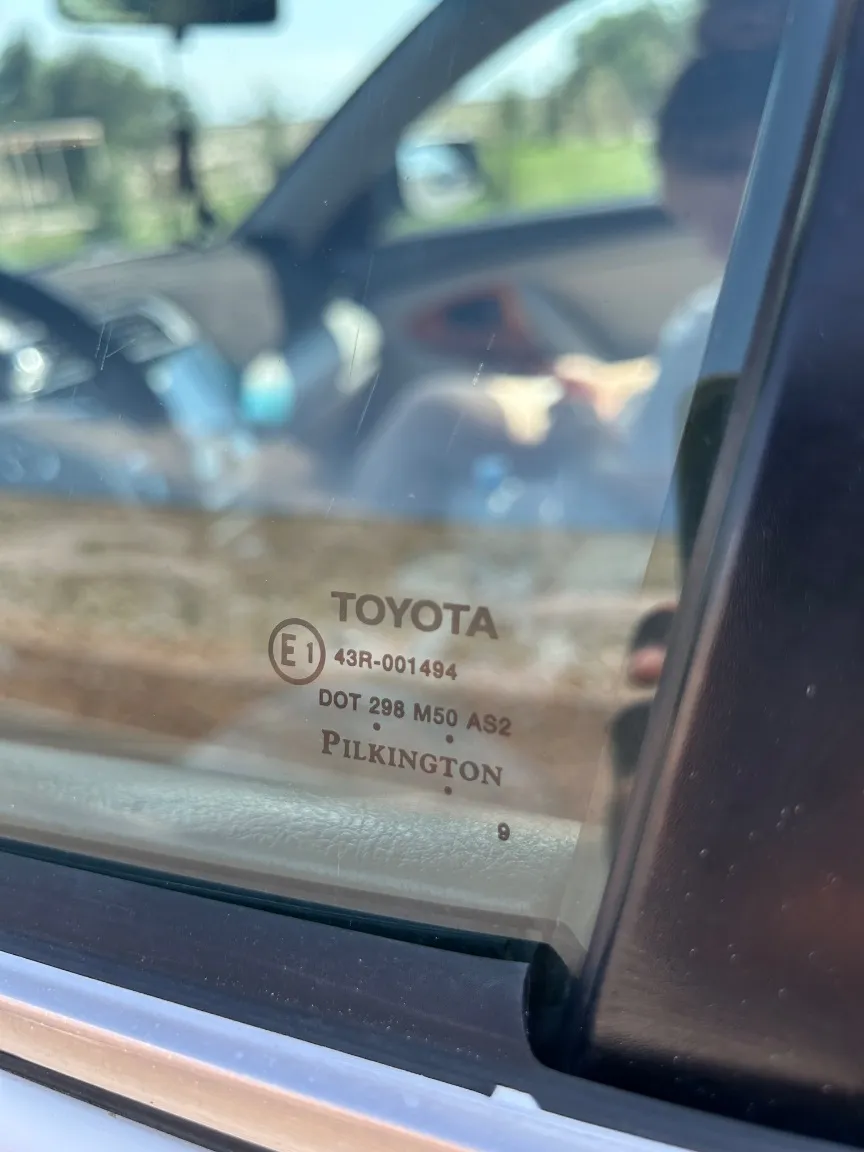 TOYOTA
E1 43R-001494
DOT 298 M50 AS2
PILKINGTON
9